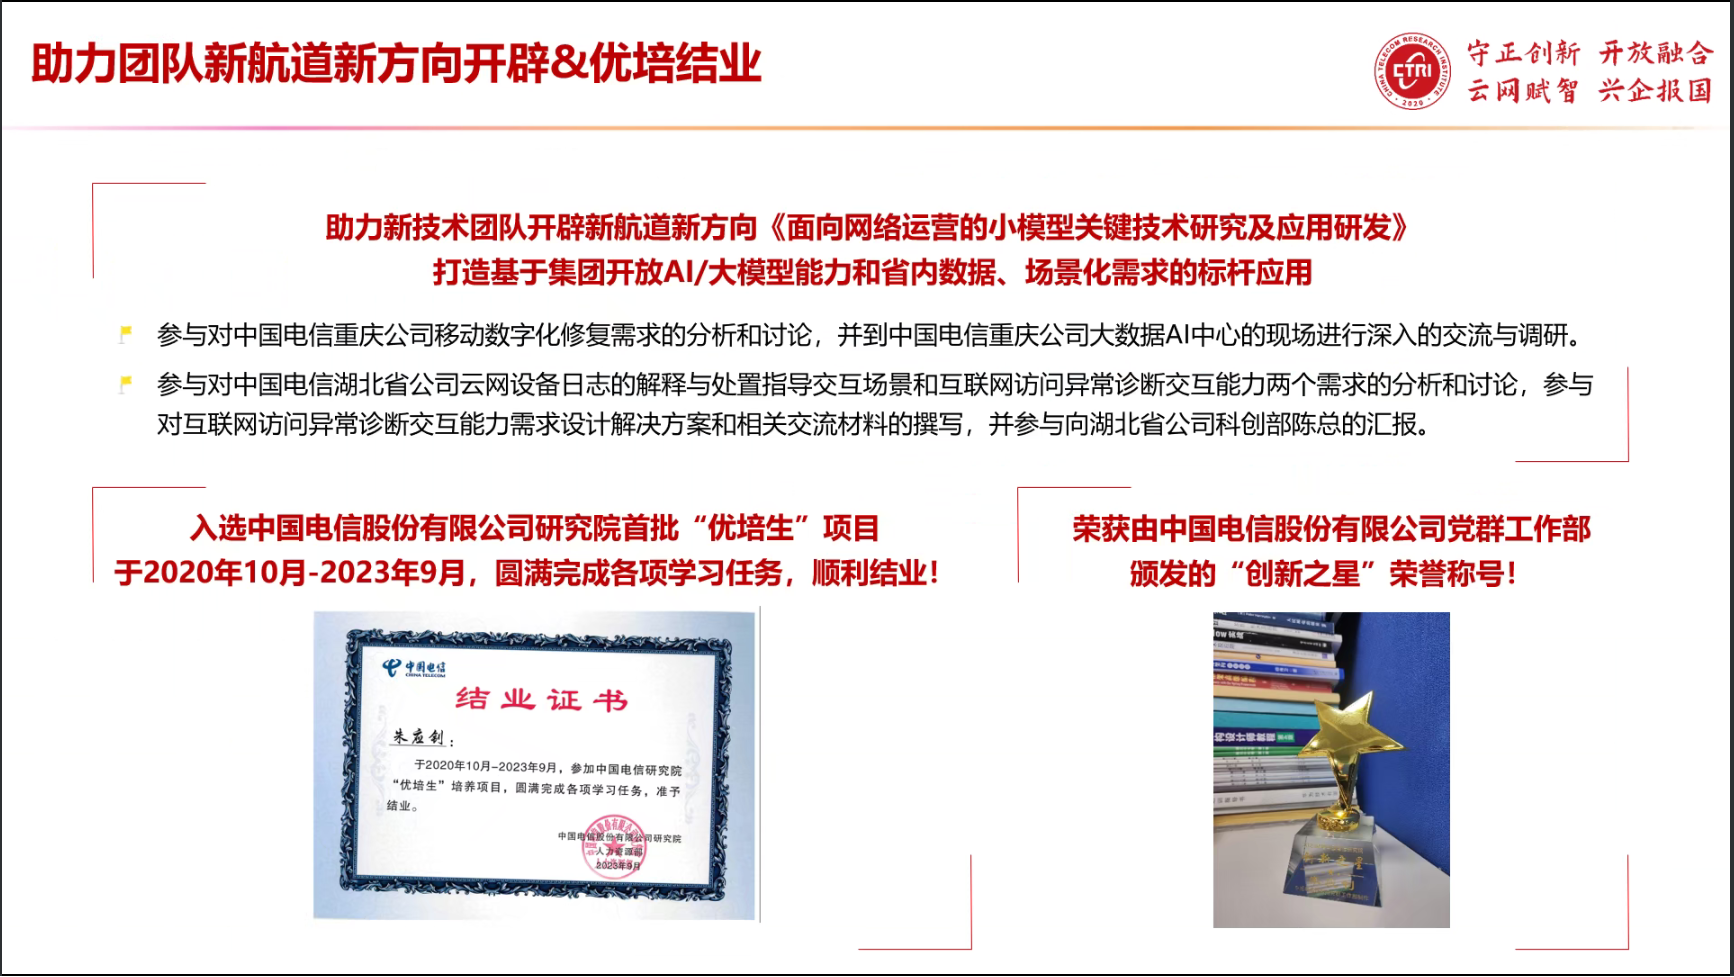 助力团队新航道新方向开辟&优培结业
CHINA TELECOM RESEARCH INSTITUTE
CTRI
2020
守正创新 开放融合
云网赋智 兴企报国
助力新技术团队开辟新航道新方向《面向网络运营的小模型关键技术研究及应用研发》
打造基于集团开放AI/大模型能力和省内数据、场景化需求的标杆应用
参与对中国电信重庆公司移动数字化修复需求的分析和讨论，并到中国电信重庆公司大数据AI中心的现场进行深入的交流与调研。
参与对中国电信湖北省公司云网设备日志的解释与处置指导交互场景和互联网访问异常诊断交互能力两个需求的分析和讨论，参与
对互联网访问异常诊断交互能力需求设计解决方案和相关交流材料的撰写，并参与向湖北省公司科创部陈总的汇报。
入选中国电信股份有限公司研究院首批“优培生”项目
于2020年10月-2023年9月，圆满完成各项学习任务，顺利结业！
中国电信
CHINA TELECOM
结业证书
朱应钊：
于2020年10月-2023年9月，参加中国电信研究院
“优培生”培养项目，圆满完成各项学习任务，准予
结业。
中国电信股份有限公司研究院
人力资源部
2023年9月
荣获由中国电信股份有限公司党群工作部
颁发的“创新之星”荣誉称号！
构设计师教程